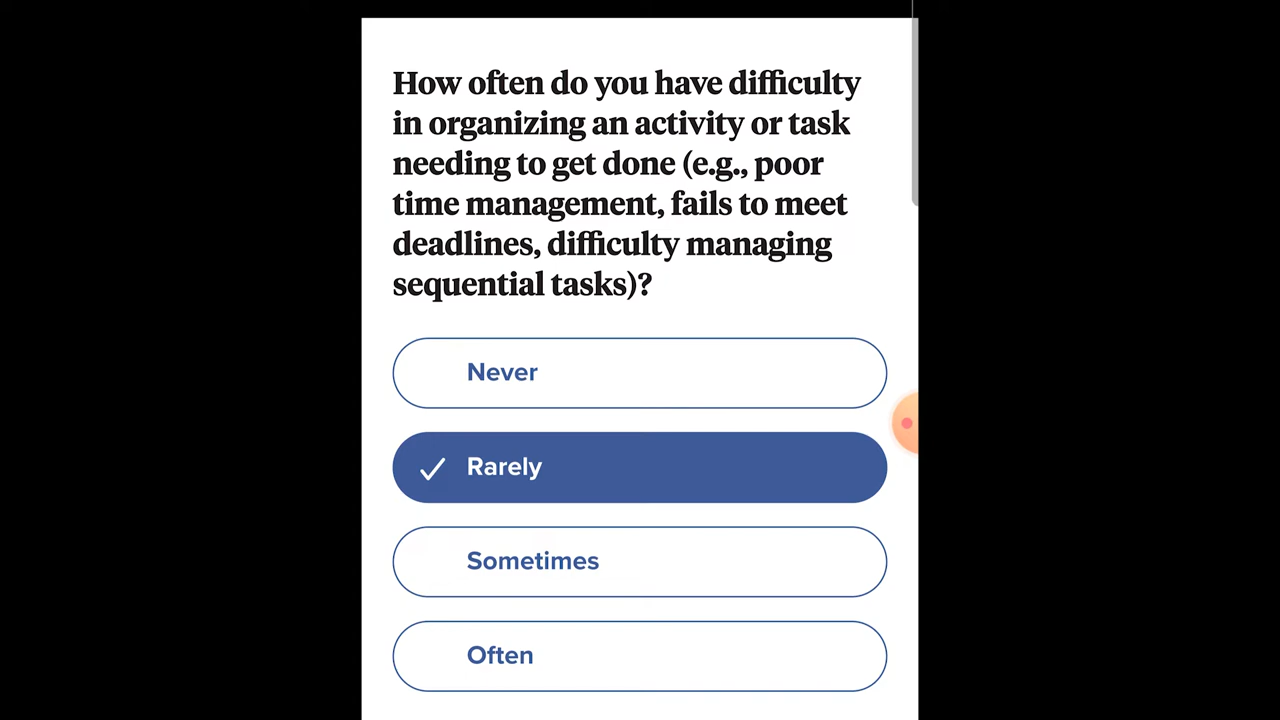 How often do you have difficulty
in organizing an activity or task
needing to get done (e.g., poor
time management, fails to meet
deadlines, difficulty managing
sequential tasks)?
Never
Rarely
Sometimes
Often